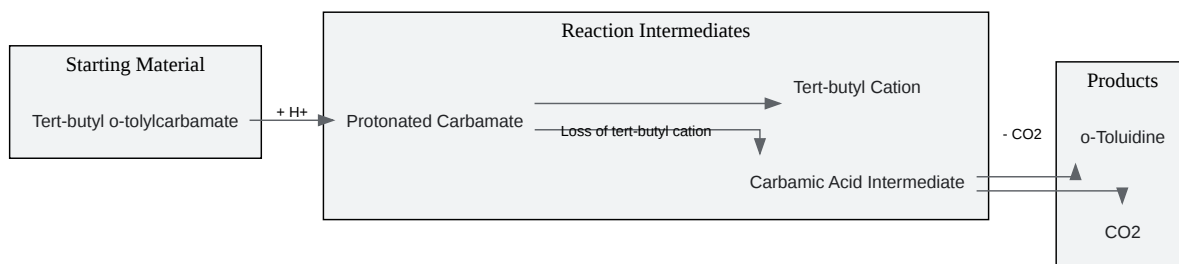 Starting Material
Tert-butyl o-tolylcarbamate
+ H+
Reaction Intermediates
Protonated Carbamate
Tert-butyl Cation
Loss of tert-butyl cation
Carbamic Acid Intermediate
- CO2
Products
o-Toluidine
CO2